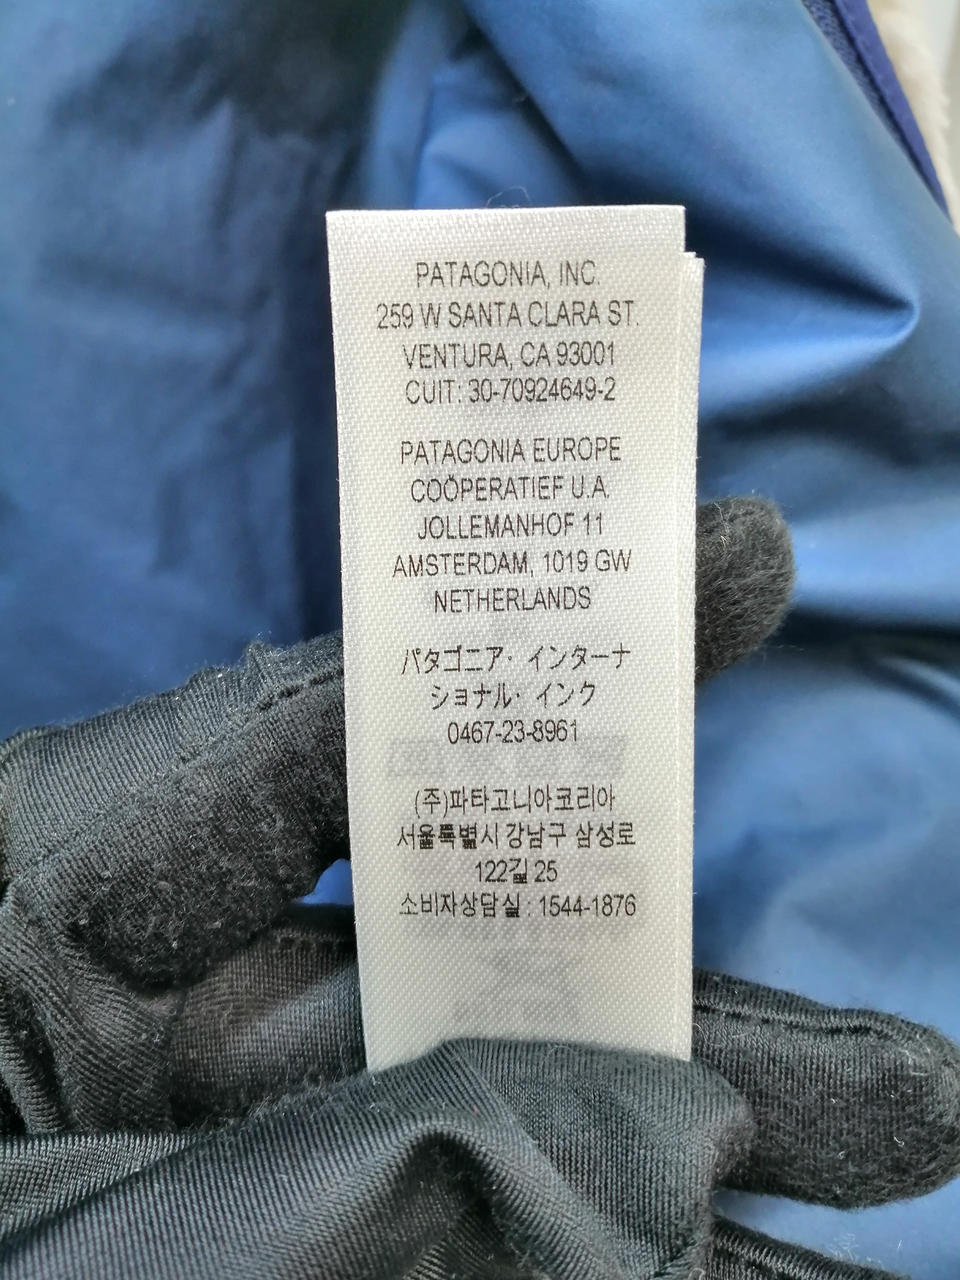 PATAGONIA, INC.
259 W SANTA CLARA ST.
VENTURA, CA 93001
CUIT: 30-70924649-2
PATAGONIA EUROPE
COÖPERATIEF U.A.
JOLLEMANHOF 11
AMSTERDAM, 1019 GW
NETHERLANDS
パタゴニア・インターナ
ショナル・インク
0467-23-8961
(주)파타고니아코리아
서울특별시 강남구 삼성로
122길 25
소비자상담실 : 1544-1876